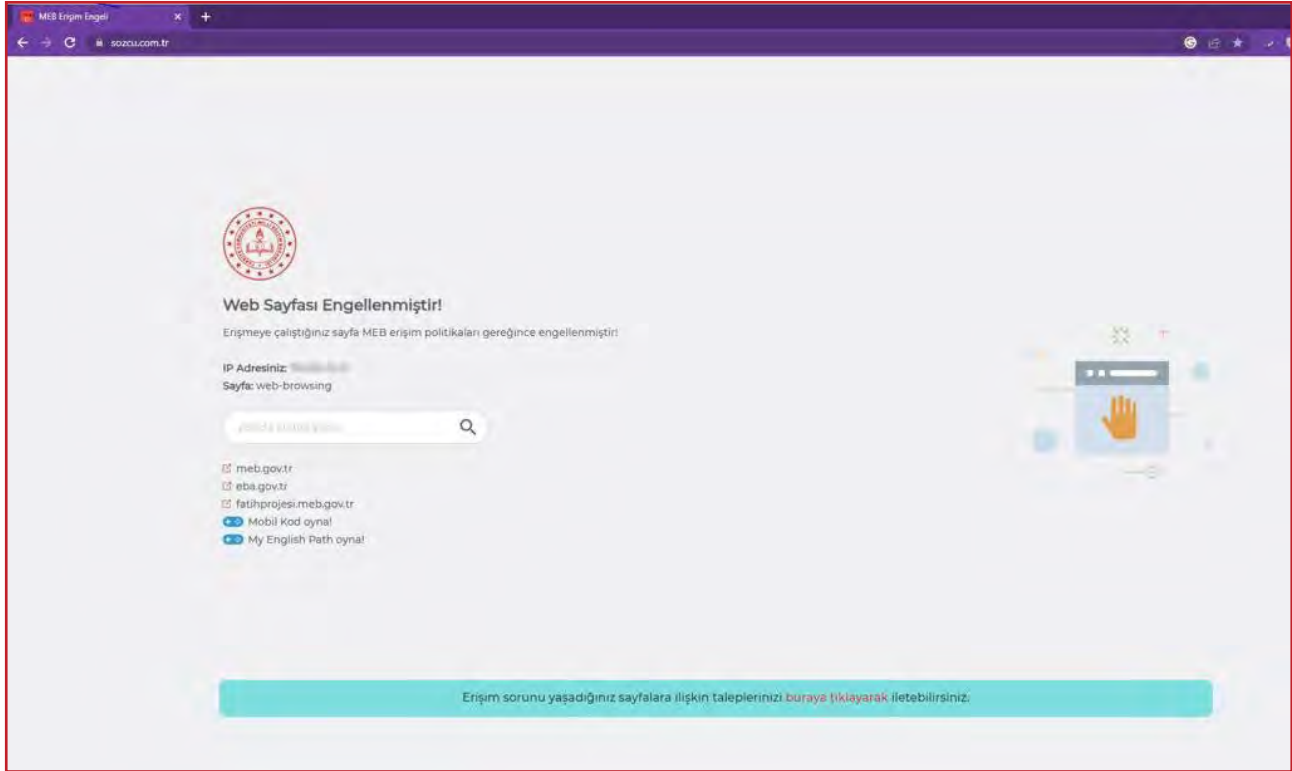 MEB Erişim Engeli
sozcu.com.tr
Web Sayfası Engellenmiştir!
Erişmeye çalıştığınız sayfa MEB erişim politikaları gereğince engellenmiştir!
IP Adresiniz:
Sayfa: web-browsing
meb.gov.tr
eba.gov.tr
fatihprojesi.meb.gov.tr
Mobil Kod oyna!
My English Path oyna!
Erişim sorunu yaşadığınız sayfalara ilişkin taleplerinizi buraya tıklayarak iletebilirsiniz.